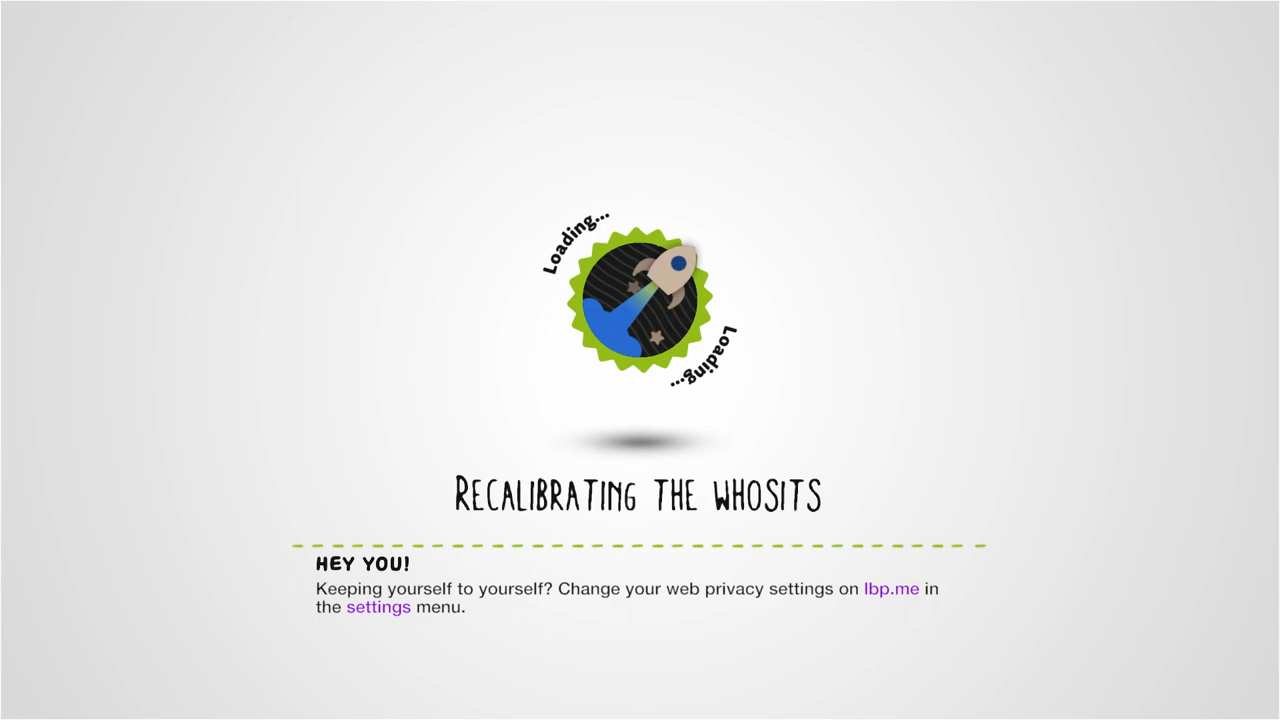 Loading...
Loading...
RECALIBRATING THE WHOSITS
HEY YOU!
Keeping yourself to yourself? Change your web privacy settings on lbp.me in
the settings menu.